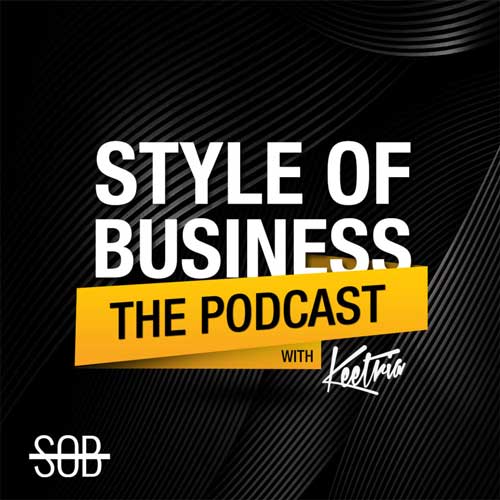 STYLE OF
BUSINESS
THE PODCAST
WITH Keetria
SOB